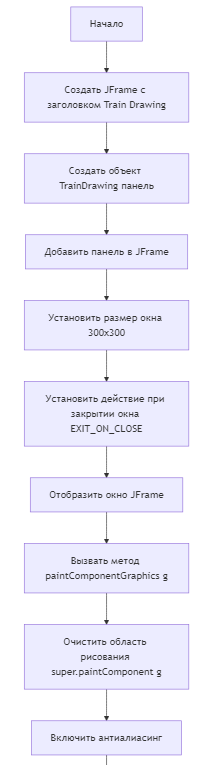 Начало
Создать JFrame с
заголовком Train Drawing
Создать объект
TrainDrawing панель
Добавить панель в JFrame
Установить размер окна
300x300
Установить действие при
закрытии окна
EXIT_ON_CLOSE
Отобразить окно JFrame
Вызвать метод
paintComponentGraphics g
Очистить область
рисования
super.paintComponent g
Включить антиалиасинг